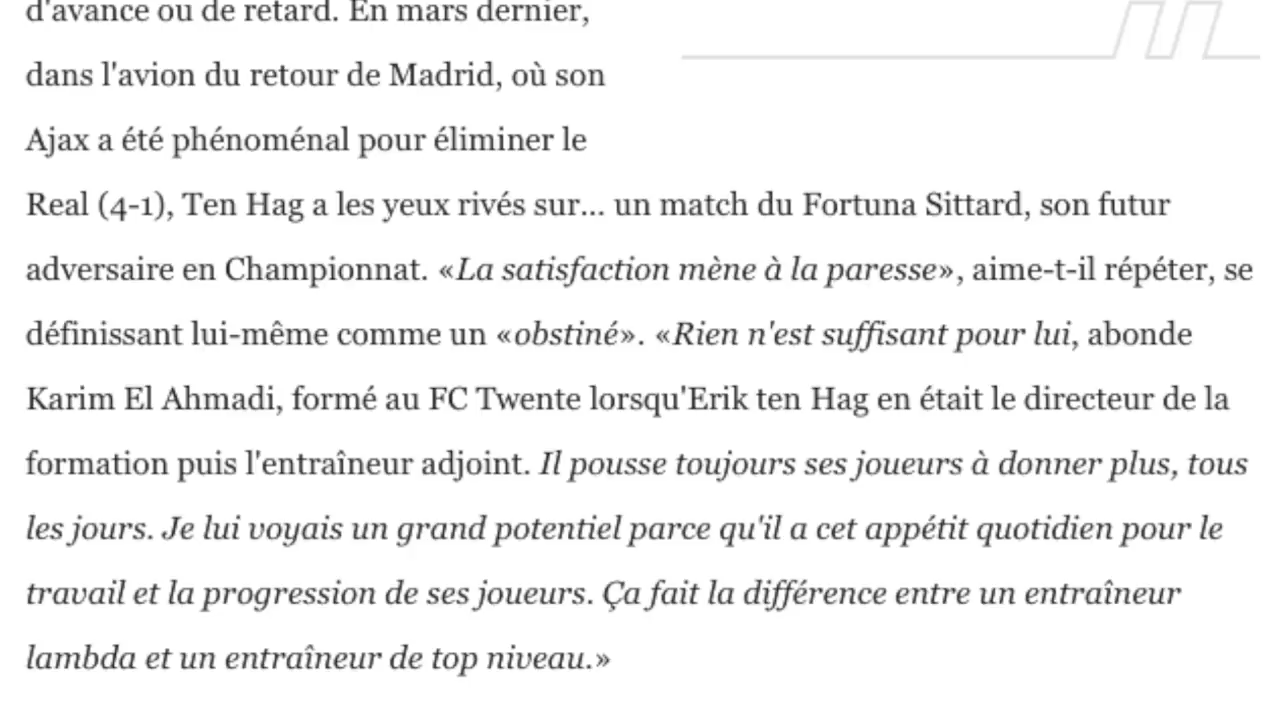 d'avance ou de retard. En mars dernier,
dans l'avion du retour de Madrid, où son
Ajax a été phénoménal pour éliminer le
Real (4-1), Ten Hag a les yeux rivés sur... un match du Fortuna Sittard, son futur
adversaire en Championnat. «La satisfaction mène à la paresse», aime-t-il répéter, se
définissant lui-même comme un «obstiné». «Rien n'est suffisant pour lui, abonde
Karim El Ahmadi, formé au FC Twente lorsqu'Erik ten Hag en était le directeur de la
formation puis l'entraîneur adjoint. Il pousse toujours ses joueurs à donner plus, tous
les jours. Je lui voyais un grand potentiel parce qu'il a cet appétit quotidien pour le
travail et la progression de ses joueurs. Ça fait la différence entre un entraîneur
lambda et un entraîneur de top niveau.»